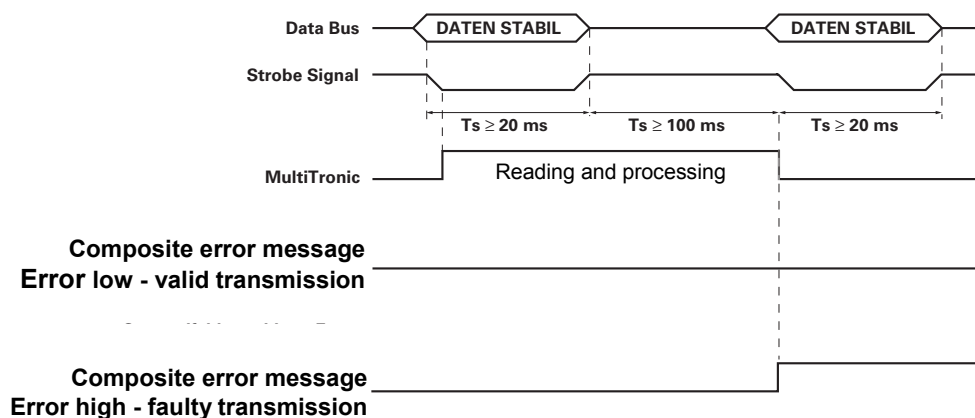 Data Bus
DATEN STABIL
DATEN STABIL
Strobe Signal
Ts ≥ 20 ms
Ts ≥ 100 ms
Ts ≥ 20 ms
MultiTronic
Reading and processing
Composite error message
Error low - valid transmission
Composite error message
Error high - faulty transmission